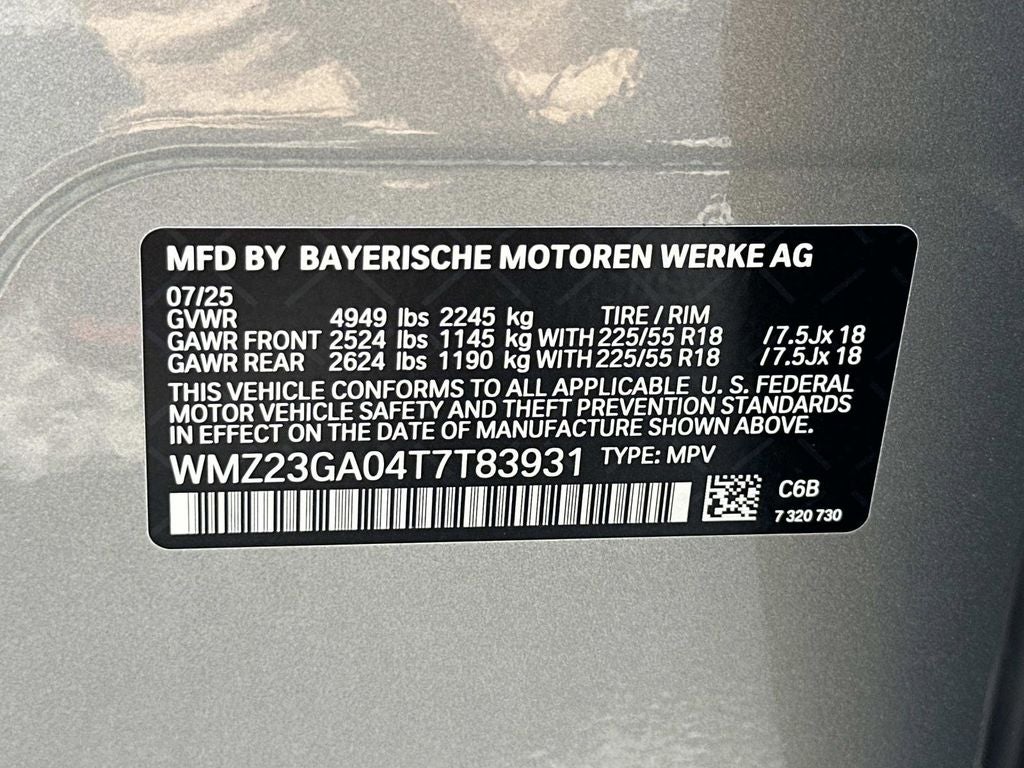 MFD BY BAYERISCHE MOTOREN WERKE AG
07/25
GVWR 4949 lbs 2245 kg TIRE / RIM
GAWR FRONT 2524 lbs 1145 kg WITH 225/55 R18 /7.5Jx 18
GAWR REAR 2624 lbs 1190 kg WITH 225/55 R18 /7.5Jx 18
THIS VEHICLE CONFORMS TO ALL APPLICABLE U. S. FEDERAL
MOTOR VEHICLE SAFETY AND THEFT PREVENTION STANDARDS
IN EFFECT ON THE DATE OF MANUFACTURE SHOWN ABOVE.
WMZ23GA04T7T83931 TYPE: MPV
C6B
7 320 730